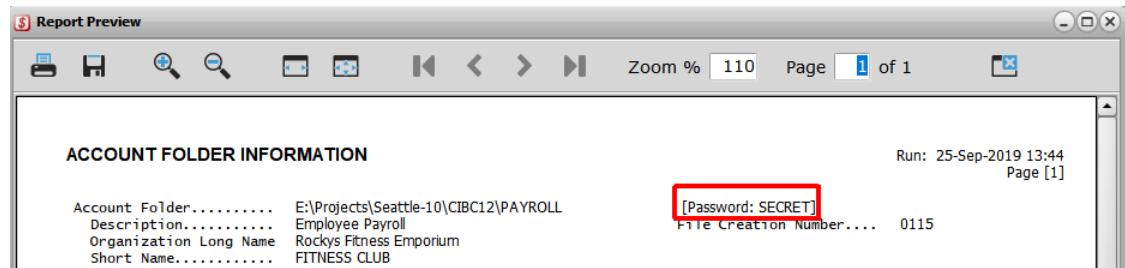 Report Preview
Zoom % 110 Page 1 of 1
ACCOUNT FOLDER INFORMATION
Run: 25-Sep-2019 13:44
Page [1]
Account Folder.......... E:\Projects\Seattle-10\CIBC12\PAYROLL [Password: SECRET]
Description........... Employee Payroll File Creation Number.... 0115
Organization Long Name Rockys Fitness Emporium
Short Name............ FITNESS CLUB